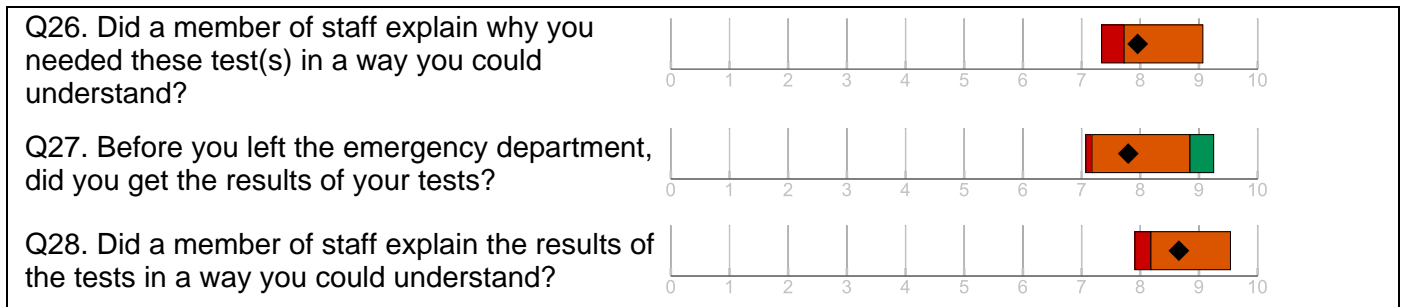 Q26. Did a member of staff explain why you
needed these test(s) in a way you could
understand?
0 1 2 3 4 5 6 7 8 9 10
Q27. Before you left the emergency department,
did you get the results of your tests?
0 1 2 3 4 5 6 7 8 9 10
Q28. Did a member of staff explain the results of
the tests in a way you could understand?
0 1 2 3 4 5 6 7 8 9 10